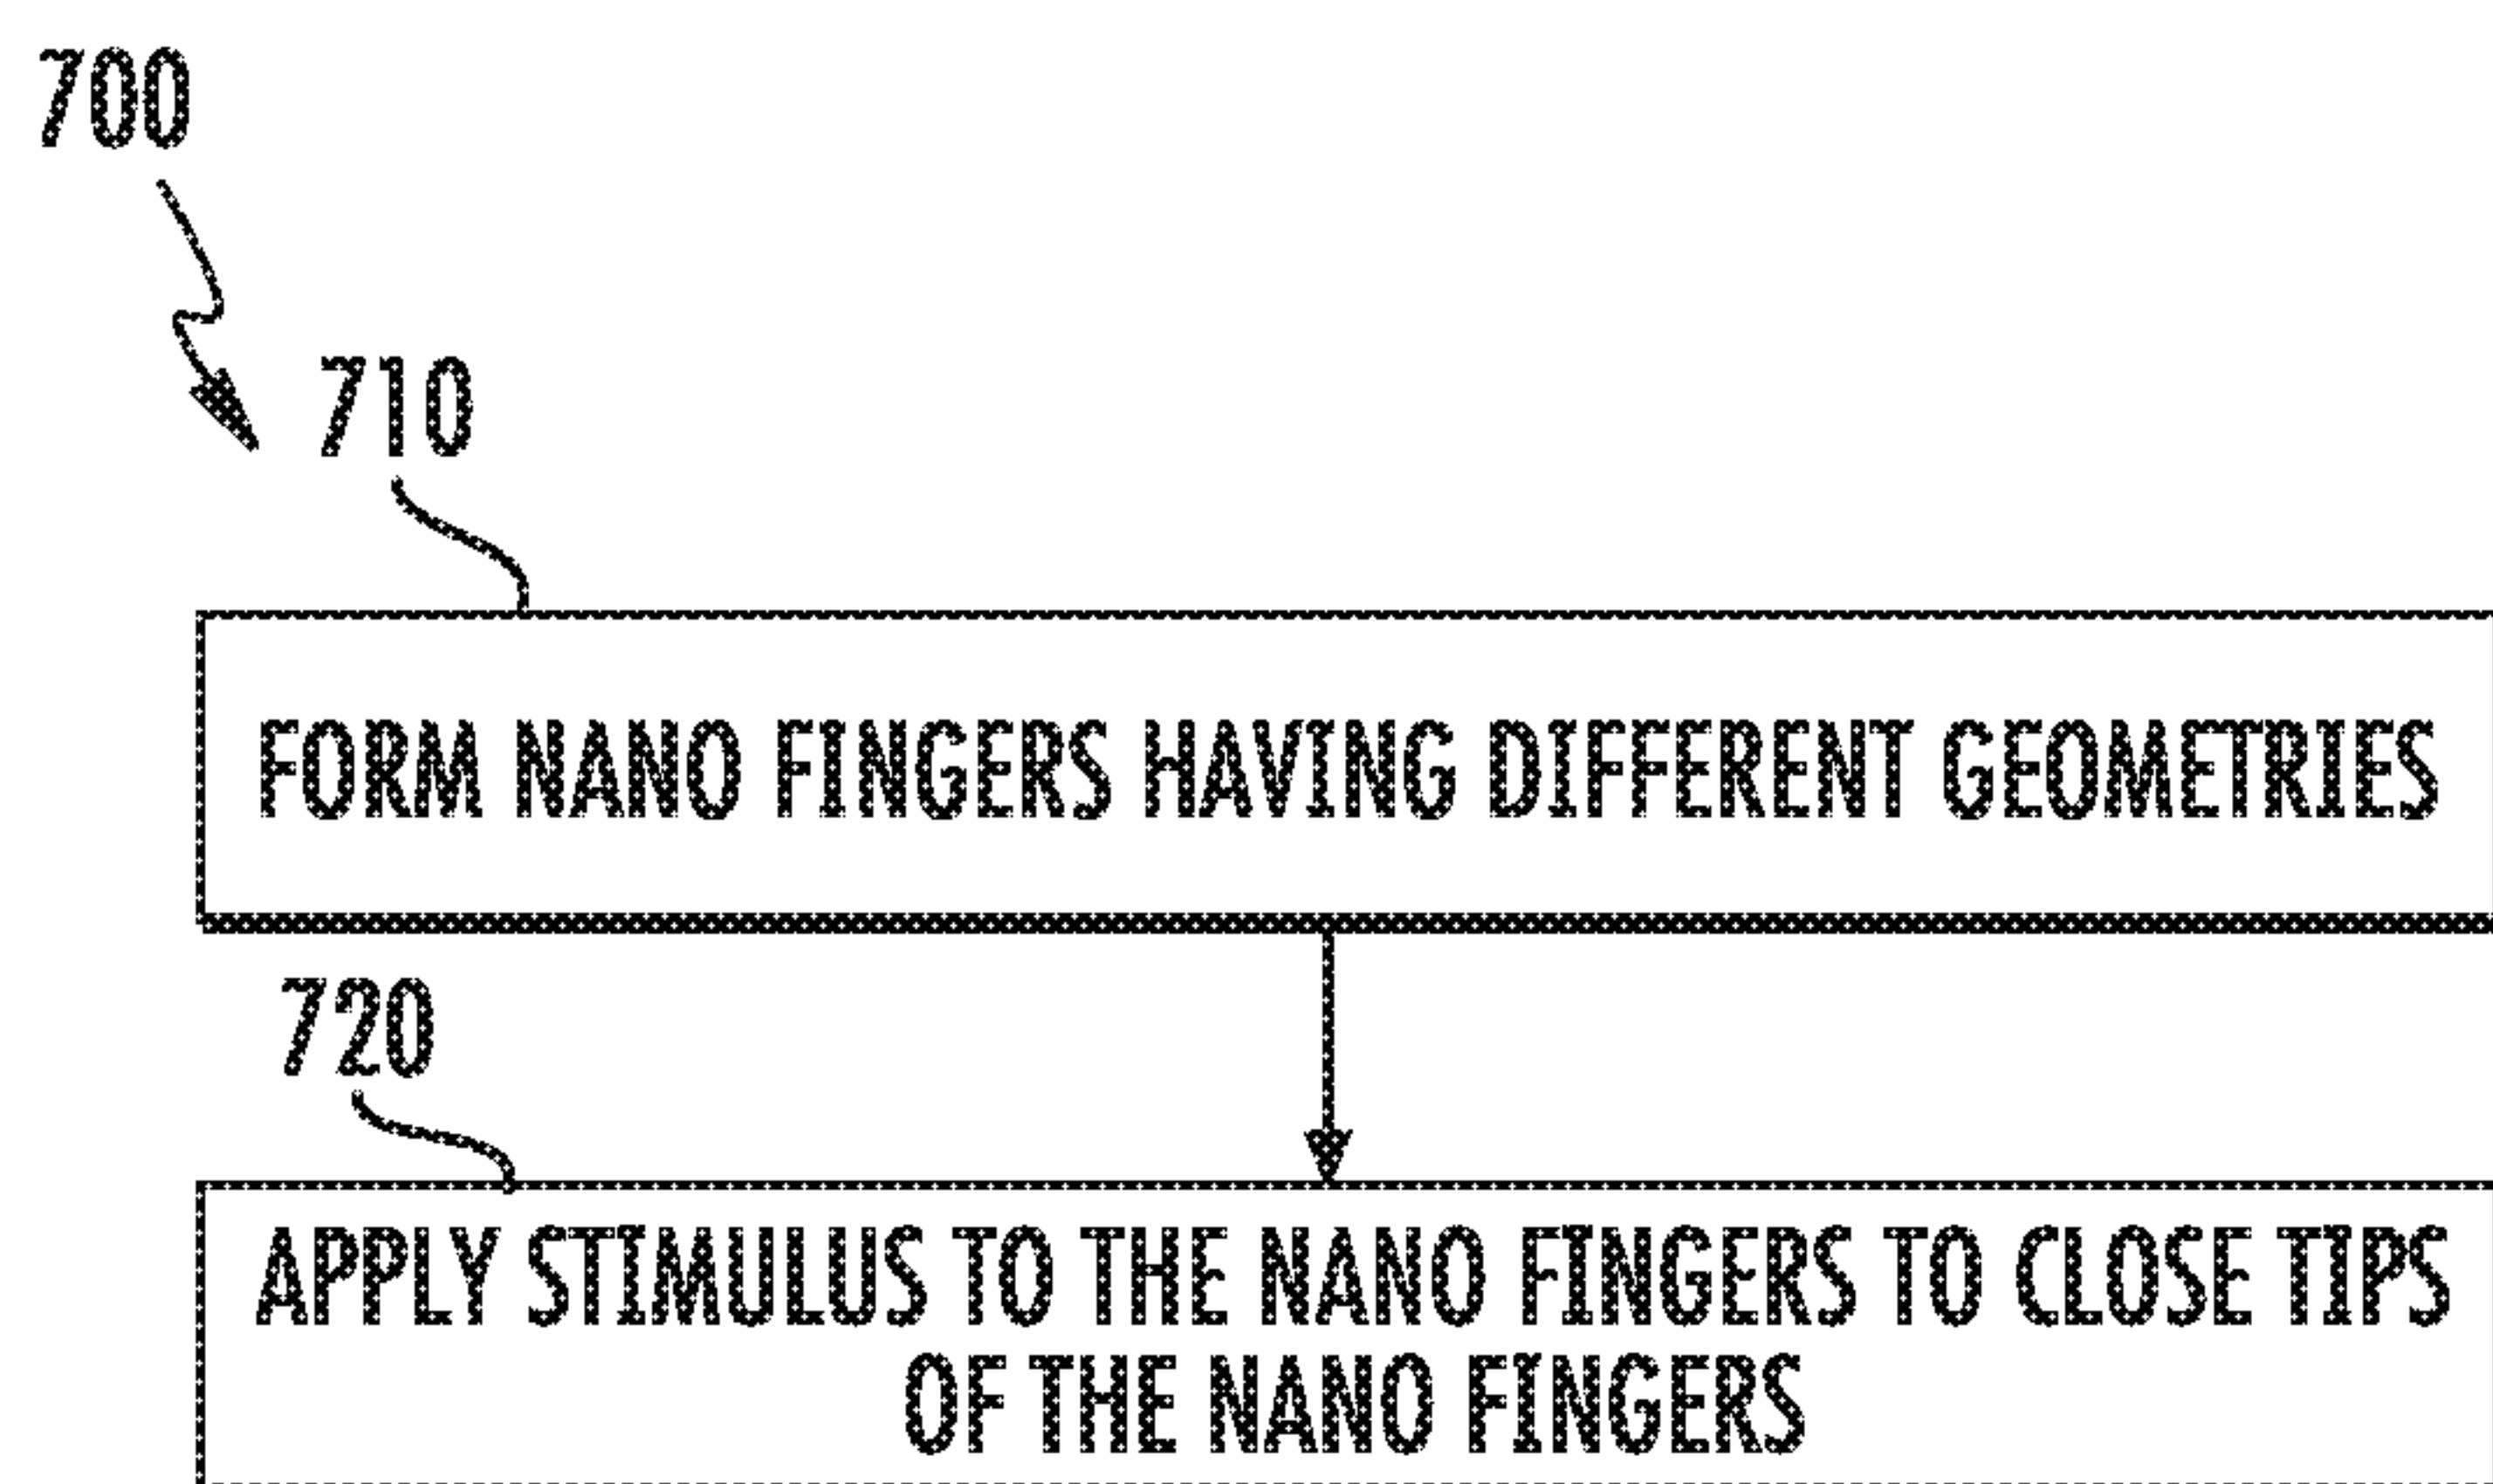 700
710
FORM NANO FINGERS HAVING DIFFERENT GEOMETRIES
720
APPLY STIMULUS TO THE NANO FINGERS TO CLOSE TIPS
OF THE NANO FINGERS